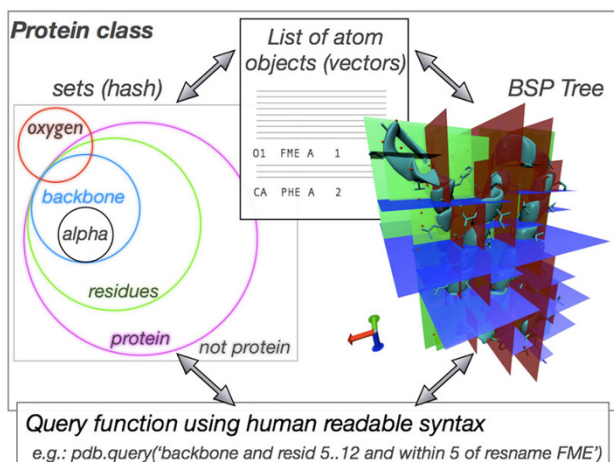 Protein class
List of atom
objects (vectors)
sets (hash)
BSP Tree
oxygen
O1 FME A 1
CA PHE A 2
backbone
alpha
residues
protein
not protein
Query function using human readable syntax
e.g.: pdb.query('backbone and resid 5..12 and within 5 of resname FME')